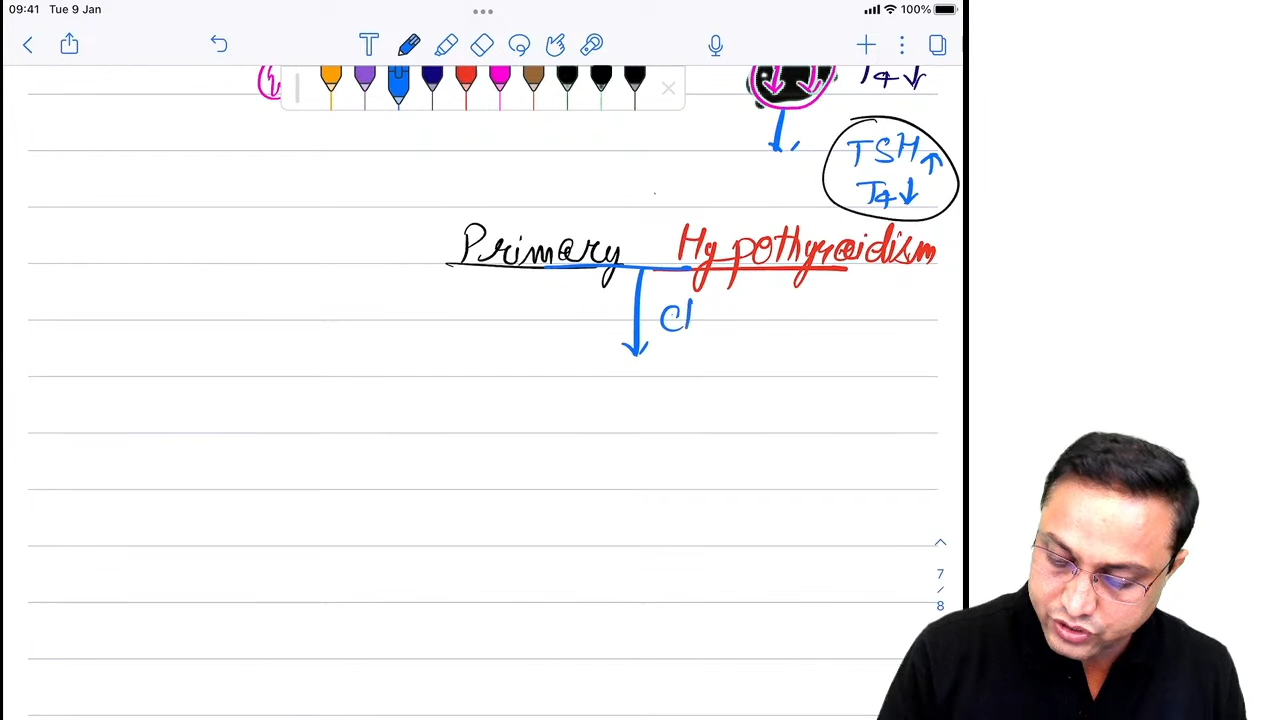 09:41 Tue 9 Jan
100%
T
T4↓
TSH↑
T4↓
Primary Hypothyroidism
Cl
7
/
8